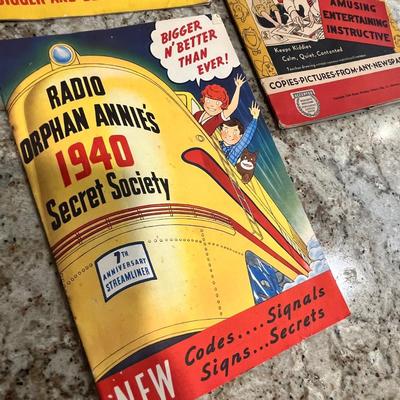 BIGGER
N' BETTER
THAN
EVER!
RADIO
ORPHAN ANNIE'S
1940
Secret Society
7TH
ANNIVERSARY
STREAMLINER
NEW
Codes....Signals
Signs...Secrets
AMUSING
ENTERTAINING
INSTRUCTIVE
Keeps Kiddies
Calm, Quiet, Contented
COPIES-PICTURES-FROM-ANY-NEWSPA